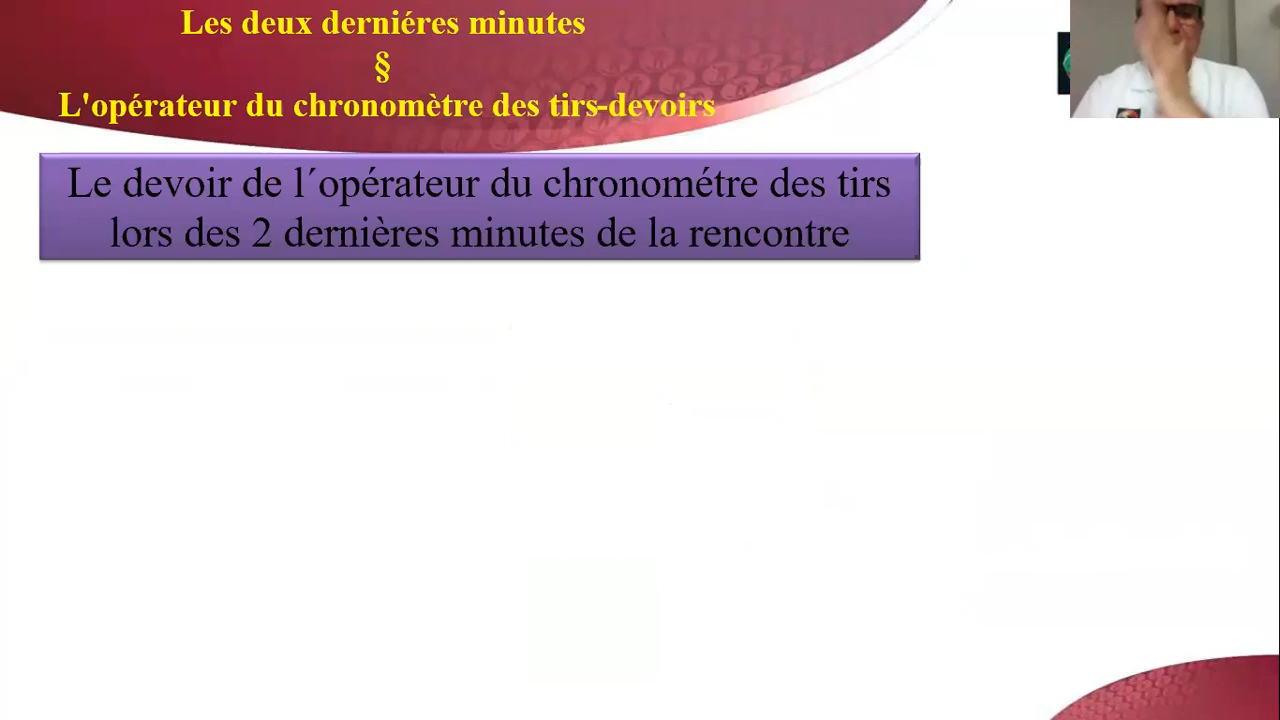 Les deux derniéres minutes
§
L'opérateur du chronomètre des tirs-devoirs
Le devoir de l´opérateur du chronométre des tirs
lors des 2 dernières minutes de la rencontre